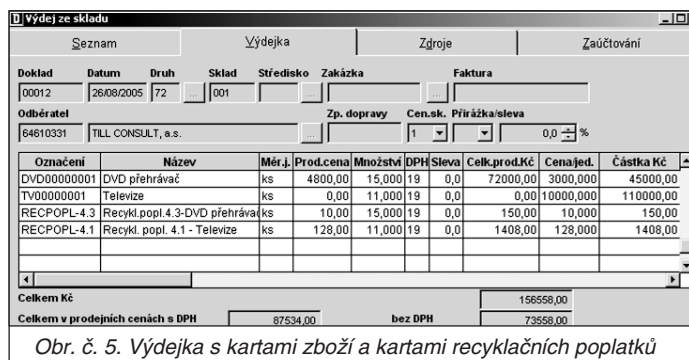 Výdej ze skladu
Seznam Výdejka Zdroje Zaúčtování
Doklad Datum Druh Sklad Středisko Zakázka Faktura
00012 26/08/2005 72 ... 001 ... ...
Odběratel Zp. dopravy Cen.sk. Přirážka/sleva
64610331 TILL CONSULT, a.s. ... 1 0,0 %
Označení Název Měr.j. Prod.cena Množství DPH Sleva Celk.prod.Kč Cena/jed. Částka Kč
DVD00000001 DVD přehrávač ks 4800,00 15,000 19 0,0 72000,00 3000,000 45000,00
TV00000001 Televize ks 0,00 11,000 19 0,0 0,00 10000,000 110000,00
RECPOPL-4.3 Recykl.popl.4.3-DVD přehráva ks 10,00 15,000 19 0,0 150,00 10,000 150,00
RECPOPL-4.1 Recykl. popl. 4.1 - Televize ks 128,00 11,000 19 0,0 1408,00 128,000 1408,00
Celkem Kč 156558,00
Celkem v prodejních cenách s DPH 87534,00 bez DPH 73558,00
Obr. č. 5. Výdejka s kartami zboží a kartami recyklačních poplatků